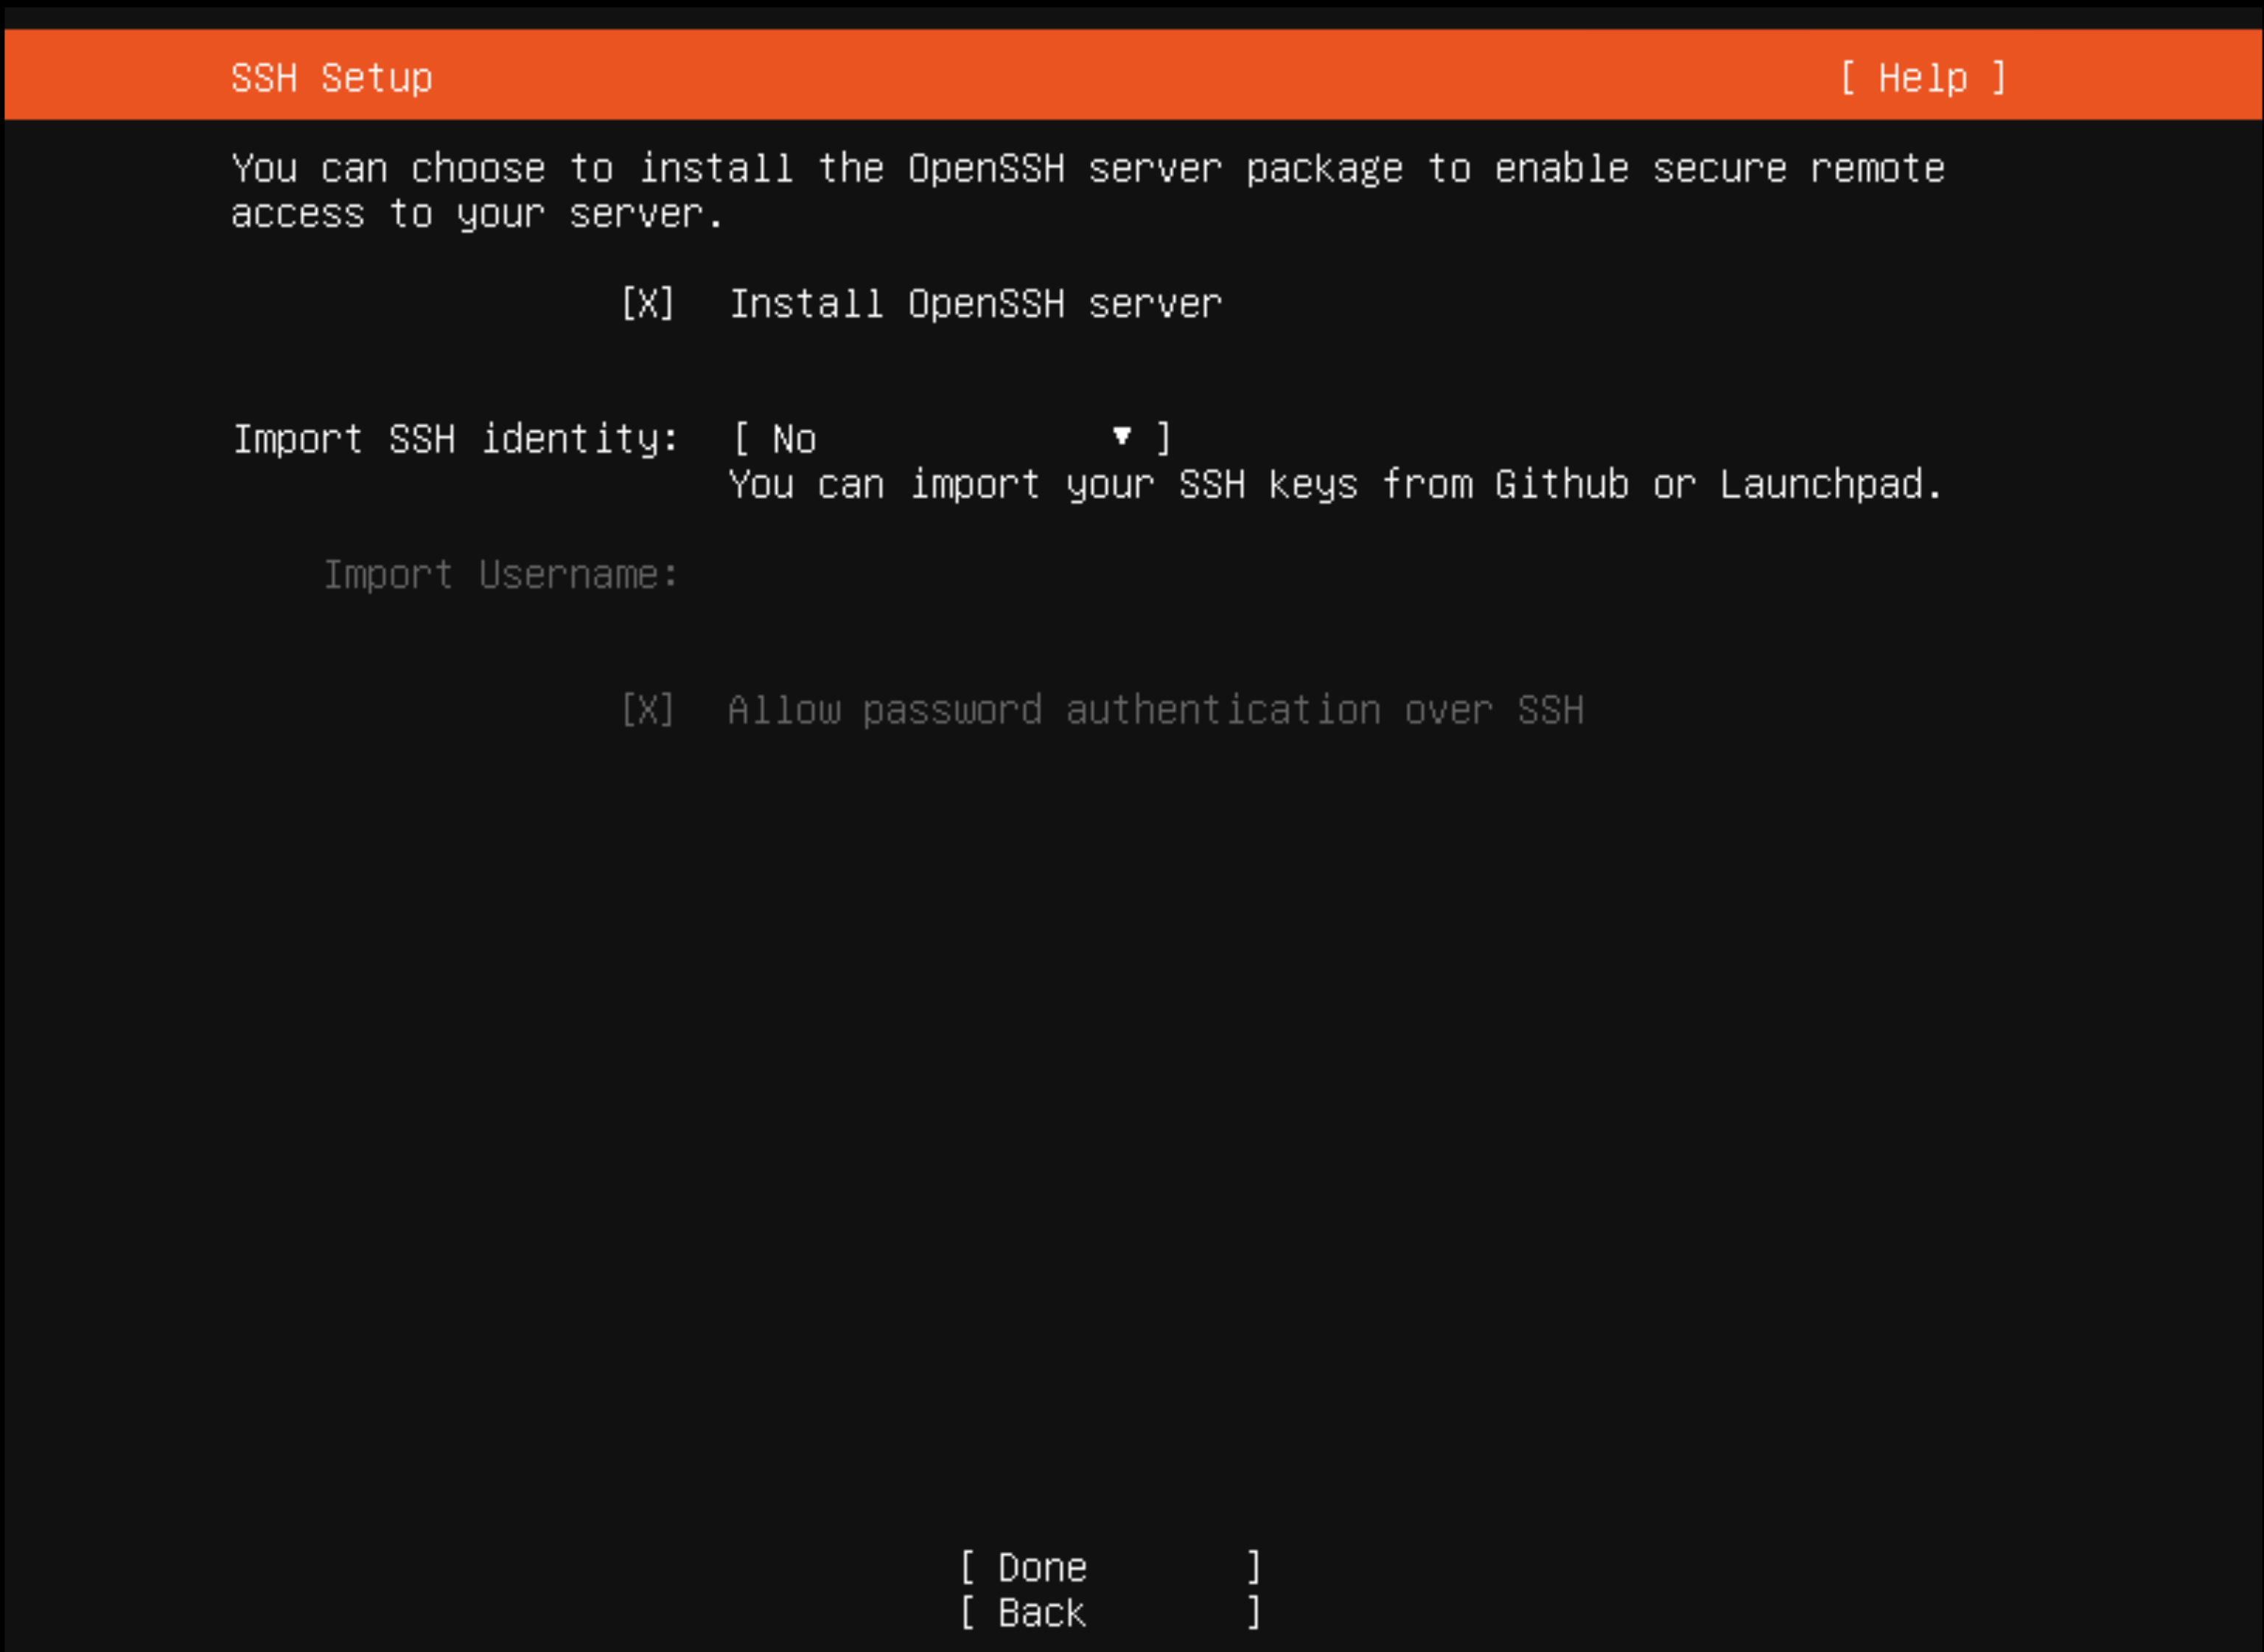 SSH Setup [ Help ]
You can choose to install the OpenSSH server package to enable secure remote
access to your server.
[X] Install OpenSSH server
Import SSH identity: [ No ▼ ]
You can import your SSH keys from Github or Launchpad.
Import Username:
[X] Allow password authentication over SSH
[ Done ]
[ Back ]